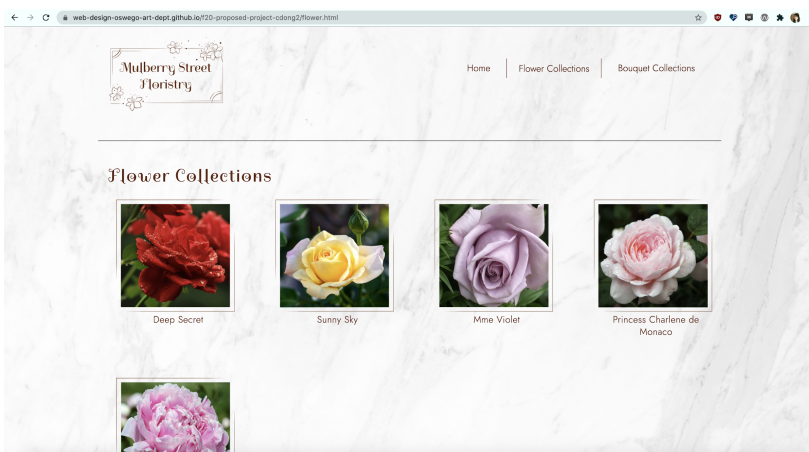 web-design-oswego-art-dept.github.io/f20-proposed-project-cdong2/flower.html
Mulberry Street
Floristry
Home
Flower Collections
Bouquet Collections
Flower Collections
Deep Secret
Sunny Sky
Mme Violet
Princess Charlene de
Monaco